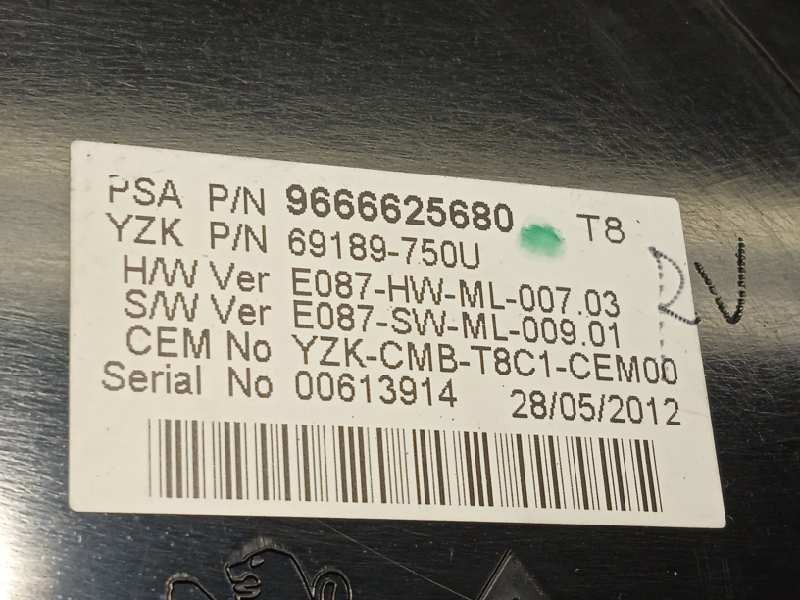 PSA P/N 9666625680 T8
YZK P/N 69189-750U
H/W Ver E087-HW-ML-007.03
S/W Ver E087-SW-ML-009.01
CEM No YZK-CMB-T8C1-CEM00
Serial No 00613914 28/05/2012
RV